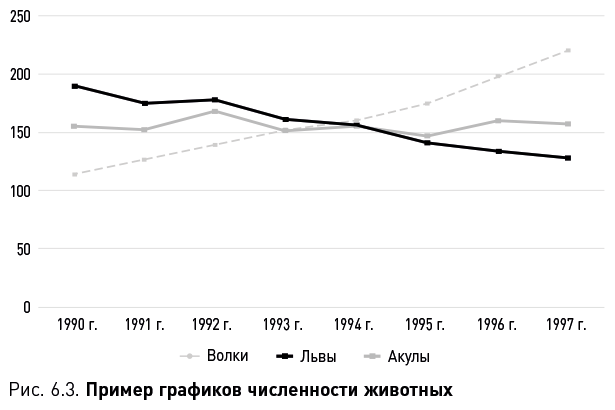 250
200
150
100
50
0
1990 г. 1991 г. 1992 г. 1993 г. 1994 г. 1995 г. 1996 г. 1997 г.
Волки Львы Акулы
Рис. 6.3. Пример графиков численности животных